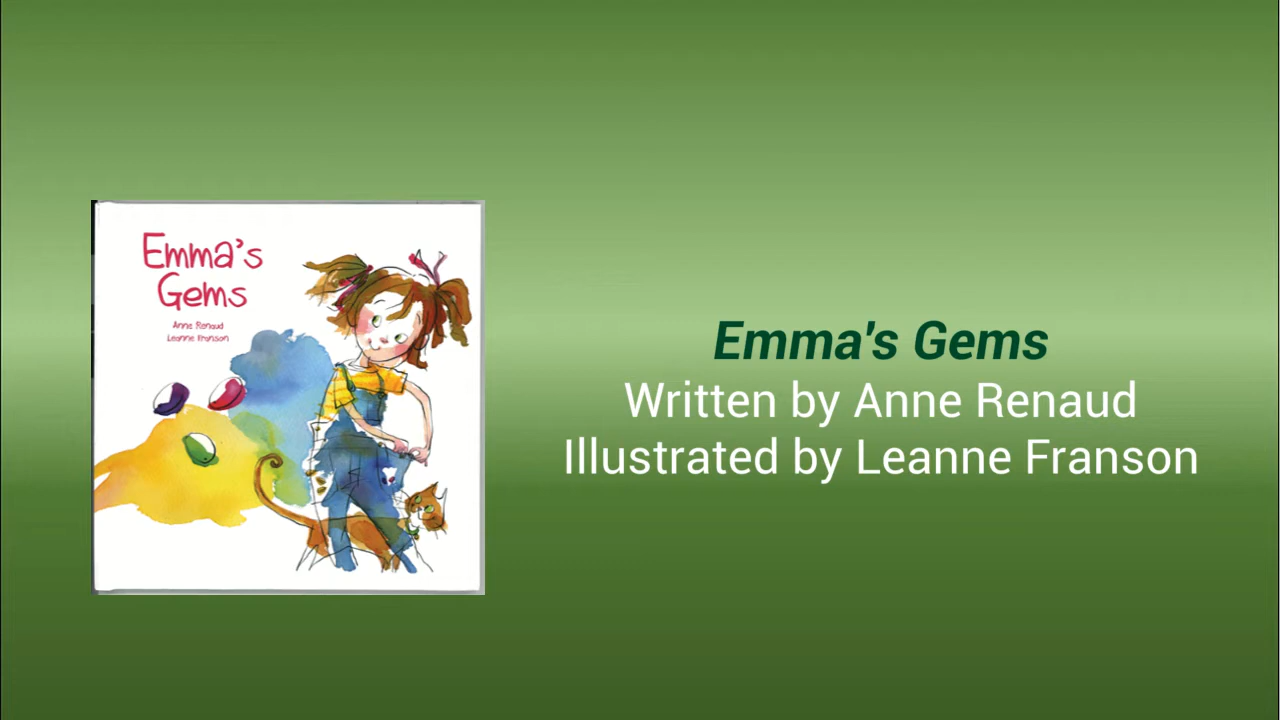 Emma's
Gems
Anne Renaud
Leanne Franson
Emma's Gems
Written by Anne Renaud
Illustrated by Leanne Franson